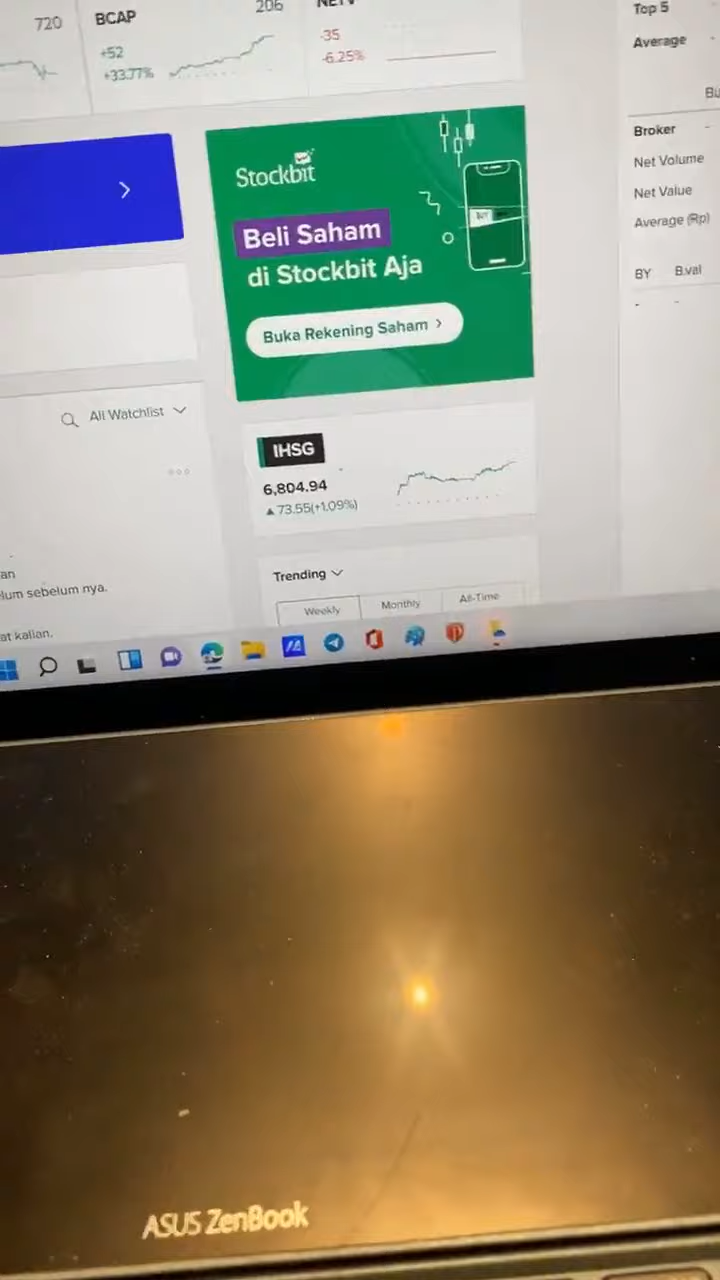 720
BCAP
206
+52
+33.77%
-35
-6.25%
Top 5
Average
Broker
Net Volume
Net Value
Average (Rp)
BY
B.val
Stockbit
Beli Saham
di Stockbit Aja
Buka Rekening Saham
All Watchlist
IHSG
6,804.94
▲73.55(+1.09%)
Trending
Weekly
Monthly
All-Time
an
lum sebelum nya.
at kalian.
ASUS ZenBook